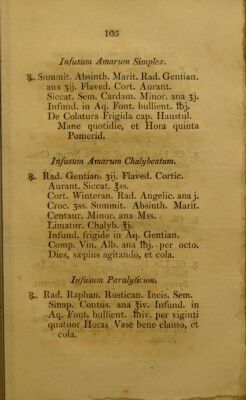 105
Infusum Amarum Simplex.
℞. Summit. Absinth. Marit. Rad. Gentian.
ana ʒij. Flaved. Cort. Aurant.
Siccat. Sem. Cardam. Minor. ana ʒj.
Infund. in Aq. Font. bullient. ℔j.
De Colatura Frigida cap. Haustul.
Mane quotidie, et Hora quinta
Pomerid.
Infusum Amarum Chalybeatum.
℞. Rad. Gentian. ʒij. Flaved. Cortic.
Aurant. Siccat. ℥ss.
Cort. Winteran. Rad. Angelic. ana j.
Croc. ʒss. Summit. Absinth. Marit.
Centaur. Minor. ana Mss.
Limatur. Chalyb. ℥j.
Infund. frigide in Aq. Gentian.
Comp. Vin. Alb. ana ℔j. per octo.
Dies, sæpius agitando, et cola.
Infusum Paralyticum.
℞. Rad. Raphan. Rustican. Incis. Sem.
Sinap. Contus. ana ℥iv. Infund. in
Aq. Font. bullient. ℔iv. per viginti
quatuor Horas Vase bene clauso, et
cola.